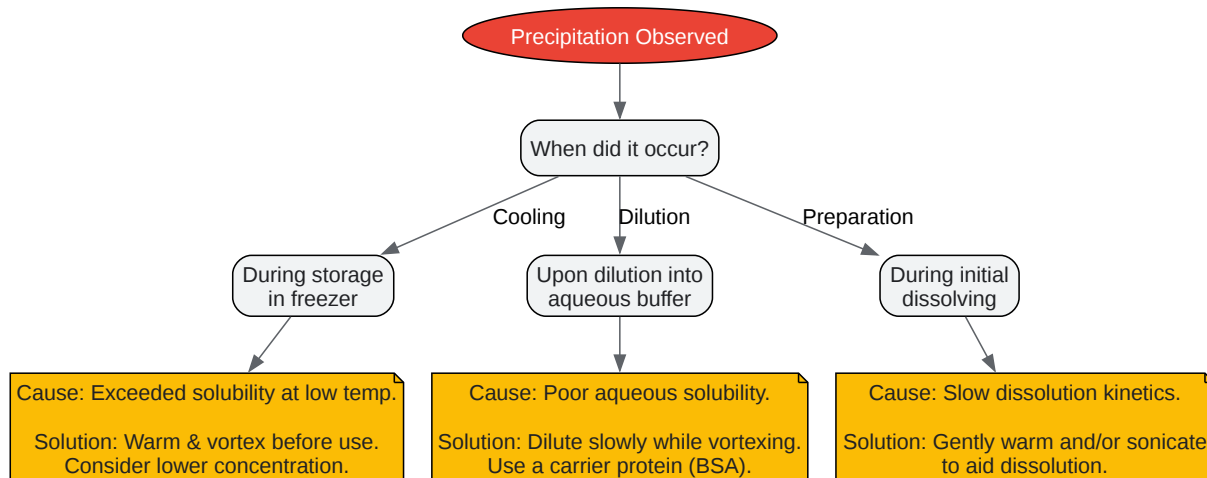 Precipitation Observed
When did it occur?
Cooling
Dilution
Preparation
During storage
in freezer
Upon dilution into
aqueous buffer
During initial
dissolving
Cause: Exceeded solubility at low temp.
Solution: Warm & vortex before use.
Consider lower concentration.
Cause: Poor aqueous solubility.
Solution: Dilute slowly while vortexing.
Use a carrier protein (BSA).
Cause: Slow dissolution kinetics.
Solution: Gently warm and/or sonicate
to aid dissolution.